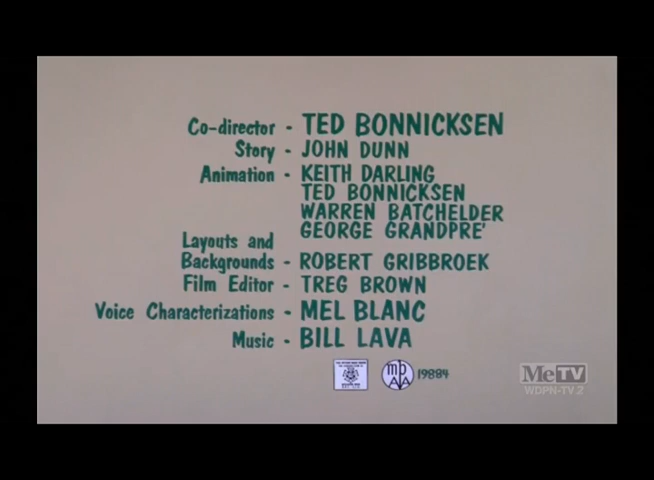 Co-director - TED BONNICKSEN
Story - JOHN DUNN
Animation - KEITH DARLING
TED BONNICKSEN
WARREN BATCHELDER
GEORGE GRANDPRE'
Layouts and
Backgrounds - ROBERT GRIBBROEK
Film Editor - TREG BROWN
Voice Characterizations - MEL BLANC
Music - BILL LAVA
19884
MeTV
WDPN-TV 2